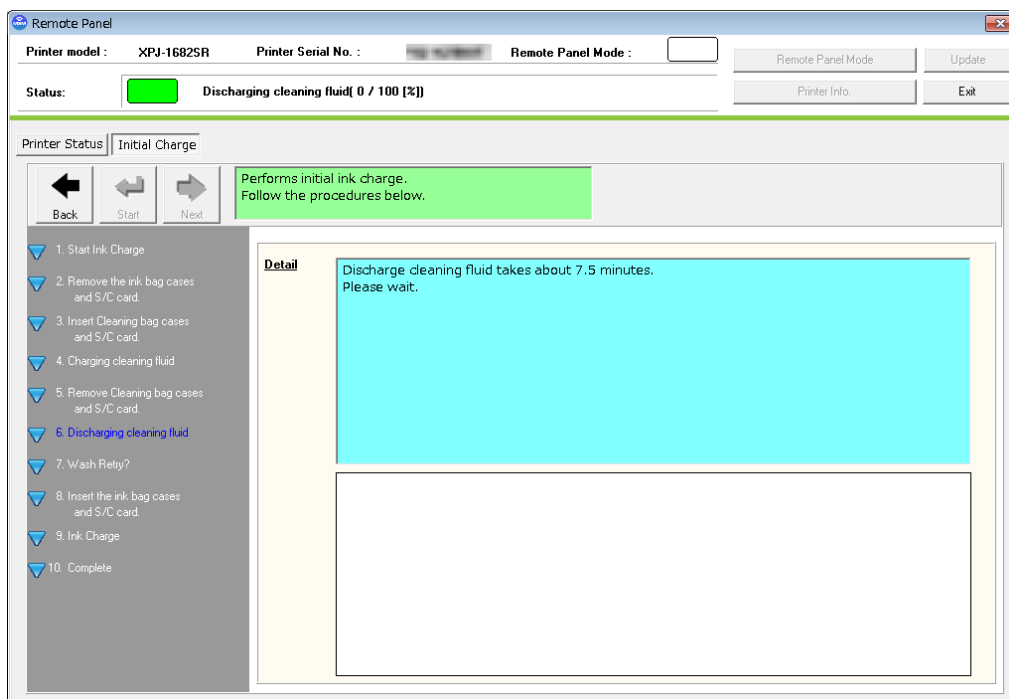 Remote Panel
Printer model : XPJ-1682SR Printer Serial No. : Remote Panel Mode :
Remote Panel Mode Update
Status: Discharging cleaning fluid( 0 / 100 [%])
Printer Info. Exit
Printer Status Initial Charge
Performs initial ink charge.
Follow the procedures below.
Back Start Next
1. Start Ink Charge
2. Remove the ink bag cases
and S/C card.
3. Insert Cleaning bag cases
and S/C card.
4. Charging cleaning fluid
5. Remove Cleaning bag cases
and S/C card.
6. Discharging cleaning fluid
7. Wash Retry?
8. Insert the ink bag cases
and S/C card.
9. Ink Charge
10. Complete
Detail
Discharge cleaning fluid takes about 7.5 minutes.
Please wait.